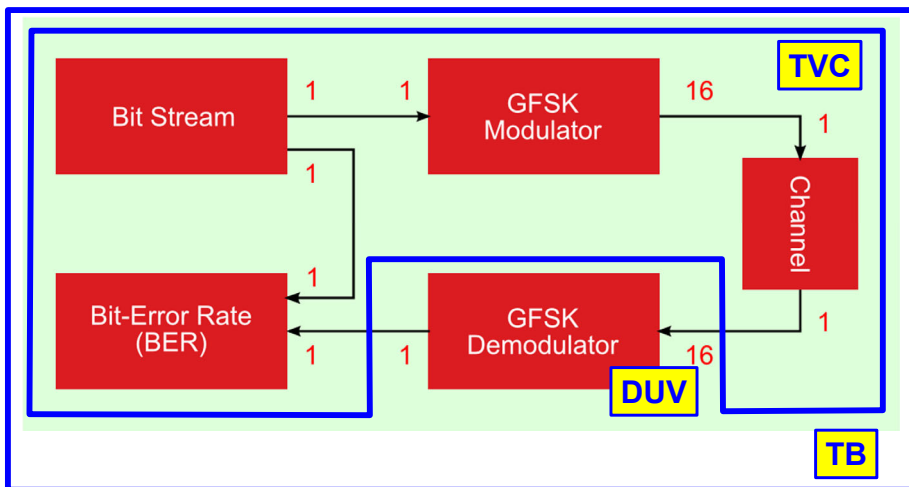 TVC
Bit Stream
1
1
GFSK
Modulator
16
1
1
Channel
1
Bit-Error Rate
(BER)
1
1
GFSK
Demodulator
16
1
DUV
TB